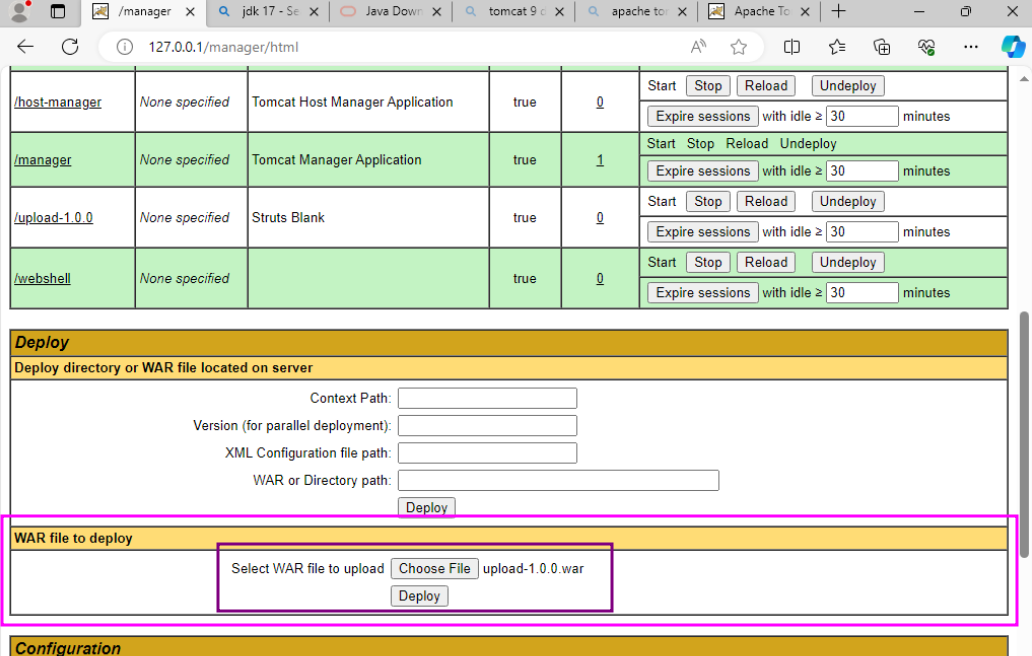 /manager
jdk 17 - Se
Java Down
tomcat 9 d
apache to
Apache To
127.0.0.1/manager/html
/host-manager None specified Tomcat Host Manager Application true 0 Start Stop Reload Undeploy
Expire sessions with idle ≥ 30 minutes
/manager None specified Tomcat Manager Application true 1 Start Stop Reload Undeploy
Expire sessions with idle ≥ 30 minutes
/upload-1.0.0 None specified Struts Blank true 0 Start Stop Reload Undeploy
Expire sessions with idle ≥ 30 minutes
/webshell None specified true 0 Start Stop Reload Undeploy
Expire sessions with idle ≥ 30 minutes
Deploy
Deploy directory or WAR file located on server
Context Path:
Version (for parallel deployment):
XML Configuration file path:
WAR or Directory path:
Deploy
WAR file to deploy
Select WAR file to upload Choose File upload-1.0.0.war
Deploy
Configuration